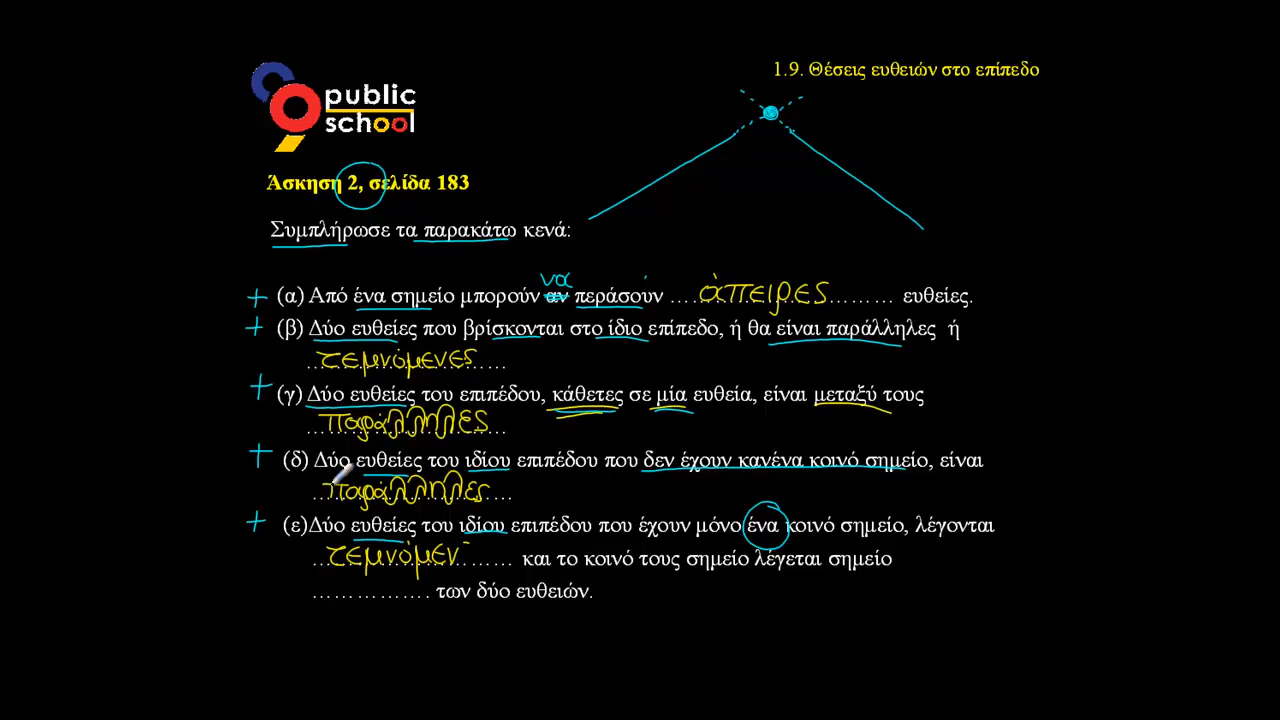 1.9. Θέσεις ευθειών στο επίπεδο
9 public
school
Άσκηση 2, σελίδα 183
Συμπλήρωσε τα παρακάτω κενά:
να
(α) Από ένα σημείο μπορούν αν περάσουν … άπειρες ……… ευθείες.
(β) Δύο ευθείες που βρίσκονται στο ίδιο επίπεδο, ή θα είναι παράλληλες ή
τεμνόμενες
(γ) Δύο ευθείες του επιπέδου, κάθετες σε μία ευθεία, είναι μεταξύ τους
παράλληλες
(δ) Δύο ευθείες του ιδίου επιπέδου που δεν έχουν κανένα κοινό σημείο, είναι
παράλληλες
(ε)Δύο ευθείες του ιδίου επιπέδου που έχουν μόνο ένα κοινό σημείο, λέγονται
τεμνόμεν …… και το κοινό τους σημείο λέγεται σημείο
……………. των δύο ευθειών.